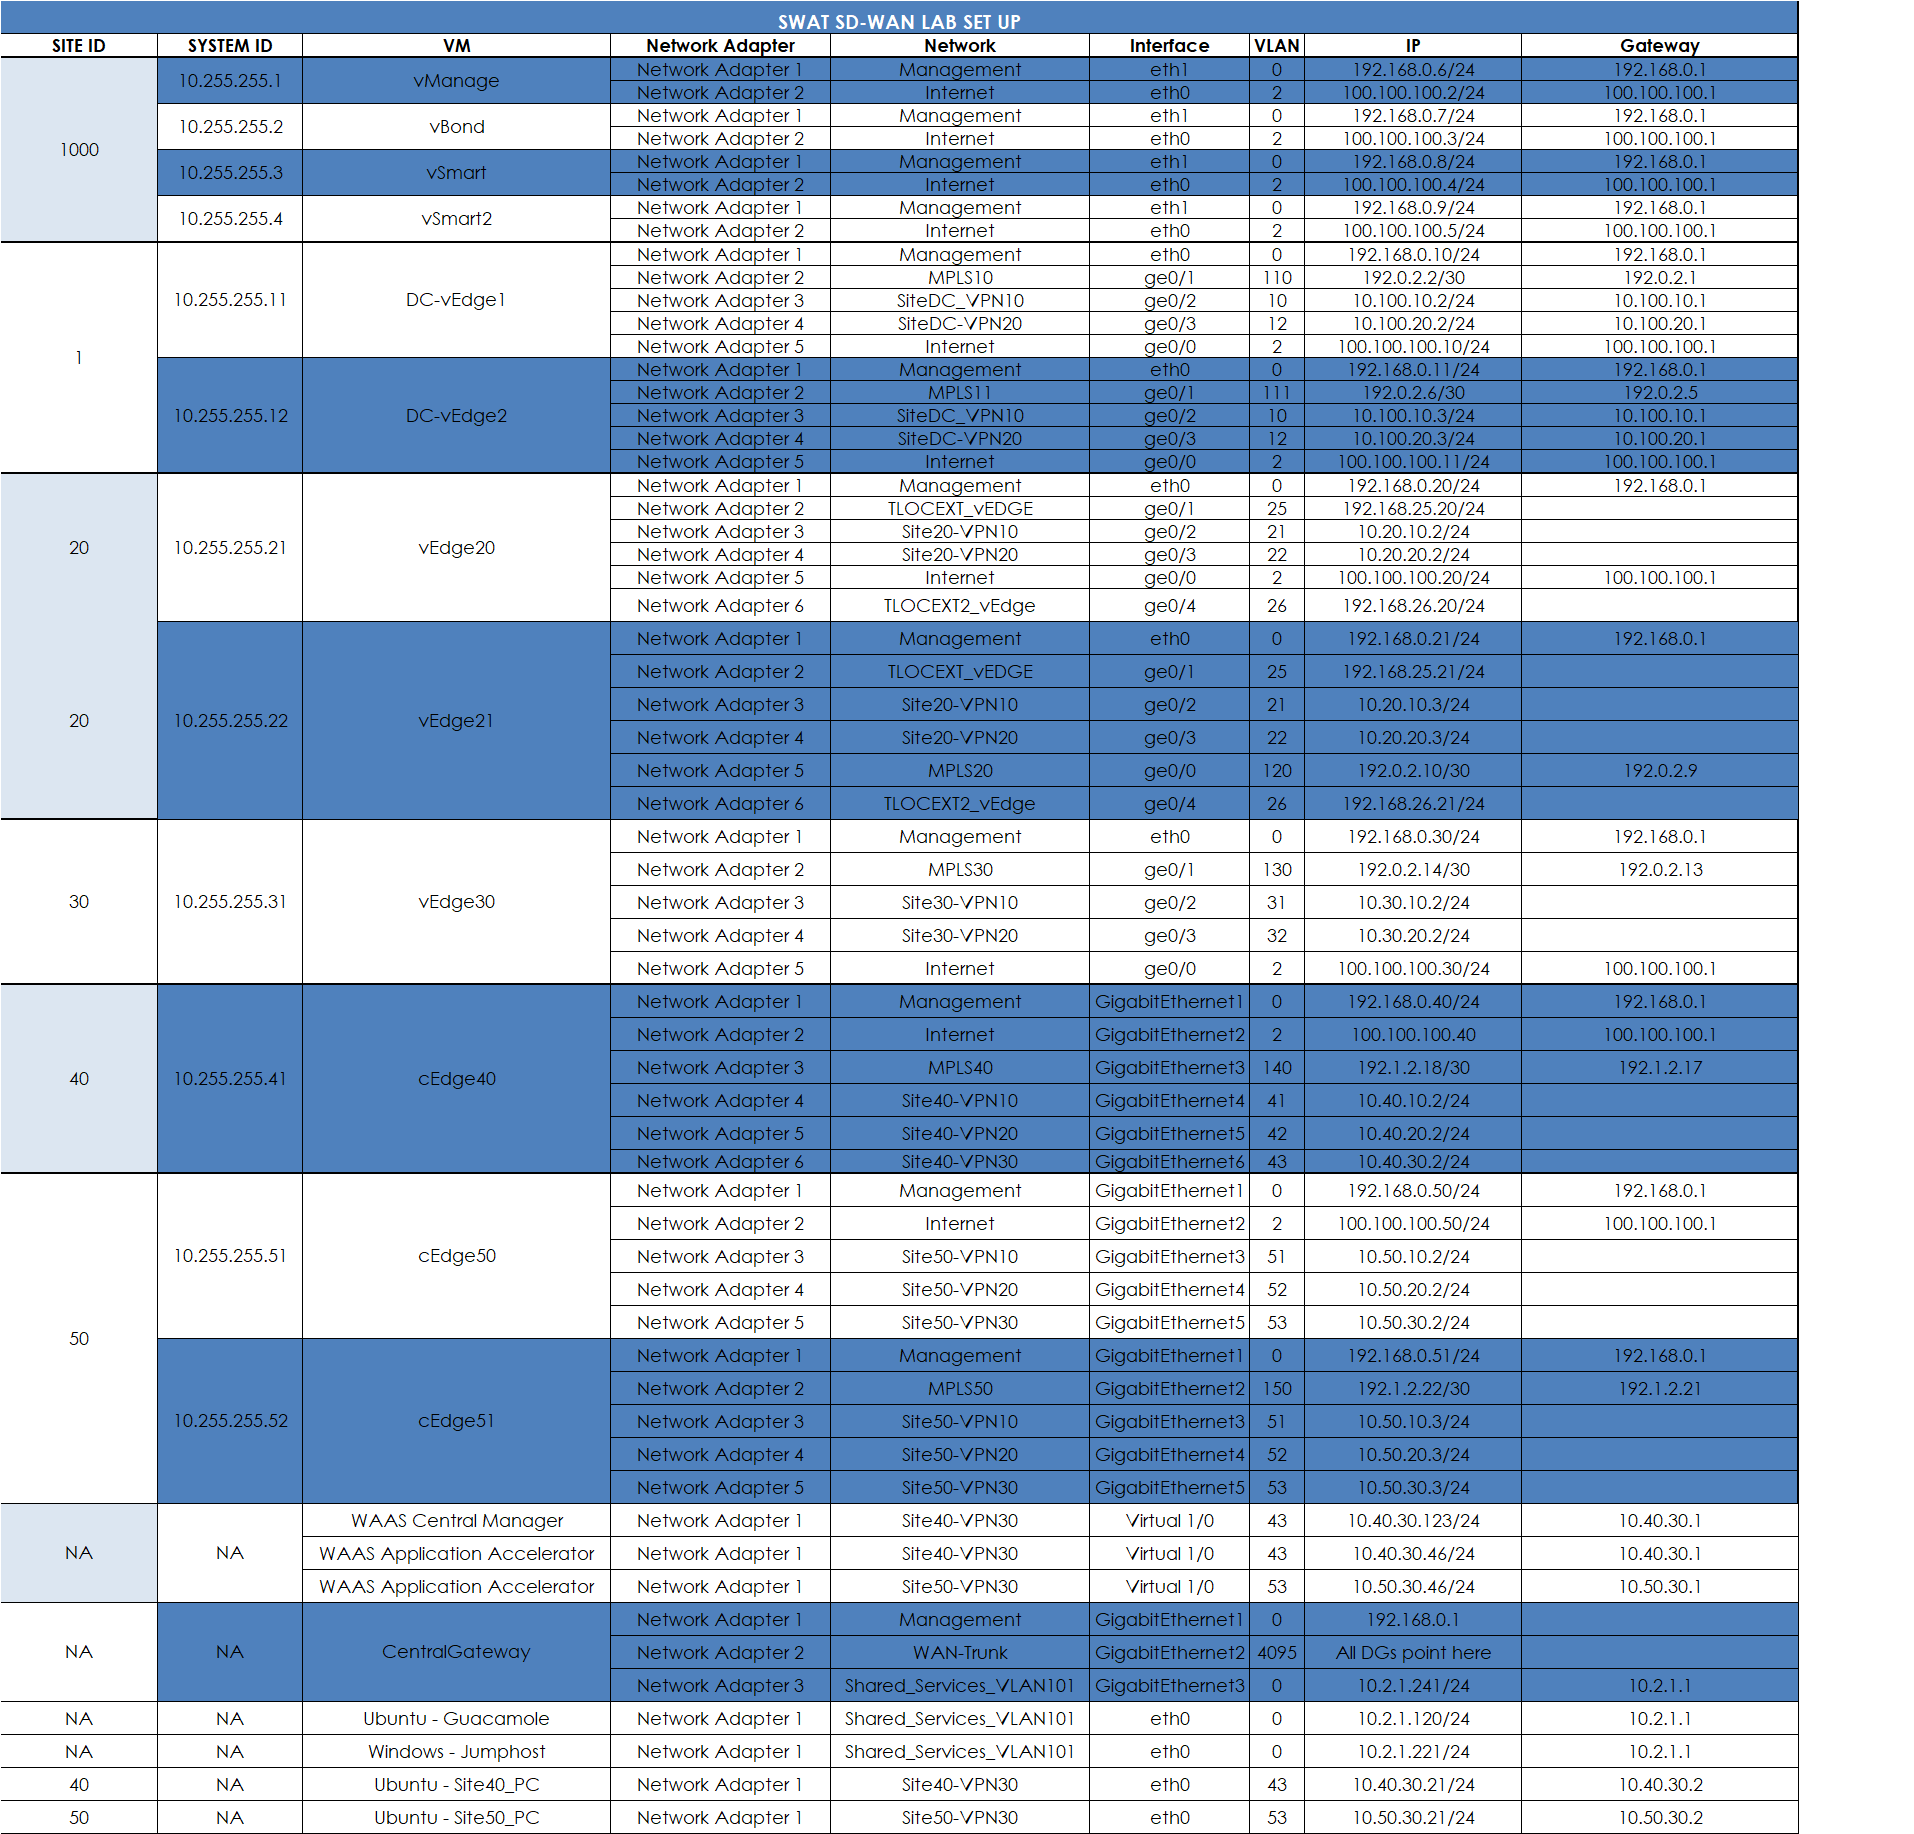 SWAT SD-WAN LAB SET UP
SITE ID SYSTEM ID VM Network Adapter Network Interface VLAN IP Gateway
1000 10.255.255.1 vManage Network Adapter 1 Management eth1 0 192.168.0.6/24 192.168.0.1
Network Adapter 2 Internet eth0 2 100.100.100.2/24 100.100.100.1
10.255.255.2 vBond Network Adapter 1 Management eth1 0 192.168.0.7/24 192.168.0.1
Network Adapter 2 Internet eth0 2 100.100.100.3/24 100.100.100.1
10.255.255.3 vSmart Network Adapter 1 Management eth1 0 192.168.0.8/24 192.168.0.1
Network Adapter 2 Internet eth0 2 100.100.100.4/24 100.100.100.1
10.255.255.4 vSmart2 Network Adapter 1 Management eth1 0 192.168.0.9/24 192.168.0.1
Network Adapter 2 Internet eth0 2 100.100.100.5/24 100.100.100.1
1 10.255.255.11 DC-vEdge1 Network Adapter 1 Management eth0 0 192.168.0.10/24 192.168.0.1
Network Adapter 2 MPLS10 ge0/1 110 192.0.2.2/30 192.0.2.1
Network Adapter 3 SiteDC_VPN10 ge0/2 10 10.100.10.2/24 10.100.10.1
Network Adapter 4 SiteDC-VPN20 ge0/3 12 10.100.20.2/24 10.100.20.1
Network Adapter 5 Internet ge0/0 2 100.100.100.10/24 100.100.100.1
10.255.255.12 DC-vEdge2 Network Adapter 1 Management eth0 0 192.168.0.11/24 192.168.0.1
Network Adapter 2 MPLS11 ge0/1 111 192.0.2.6/30 192.0.2.5
Network Adapter 3 SiteDC_VPN10 ge0/2 10 10.100.10.3/24 10.100.10.1
Network Adapter 4 SiteDC-VPN20 ge0/3 12 10.100.20.3/24 10.100.20.1
Network Adapter 5 Internet ge0/0 2 100.100.100.11/24 100.100.100.1
20 10.255.255.21 vEdge20 Network Adapter 1 Management eth0 0 192.168.0.20/24 192.168.0.1
Network Adapter 2 TLOCEXT_vEDGE ge0/1 25 192.168.25.20/24
Network Adapter 3 Site20-VPN10 ge0/2 21 10.20.10.2/24
Network Adapter 4 Site20-VPN20 ge0/3 22 10.20.20.2/24
Network Adapter 5 Internet ge0/0 2 100.100.100.20/24 100.100.100.1
Network Adapter 6 TLOCEXT2_vEdge ge0/4 26 192.168.26.20/24
20 10.255.255.22 vEdge21 Network Adapter 1 Management eth0 0 192.168.0.21/24 192.168.0.1
Network Adapter 2 TLOCEXT_vEDGE ge0/1 25 192.168.25.21/24
Network Adapter 3 Site20-VPN10 ge0/2 21 10.20.10.3/24
Network Adapter 4 Site20-VPN20 ge0/3 22 10.20.20.3/24
Network Adapter 5 MPLS20 ge0/0 120 192.0.2.10/30 192.0.2.9
Network Adapter 6 TLOCEXT2_vEdge ge0/4 26 192.168.26.21/24
30 10.255.255.31 vEdge30 Network Adapter 1 Management eth0 0 192.168.0.30/24 192.168.0.1
Network Adapter 2 MPLS30 ge0/1 130 192.0.2.14/30 192.0.2.13
Network Adapter 3 Site30-VPN10 ge0/2 31 10.30.10.2/24
Network Adapter 4 Site30-VPN20 ge0/3 32 10.30.20.2/24
Network Adapter 5 Internet ge0/0 2 100.100.100.30/24 100.100.100.1
40 10.255.255.41 cEdge40 Network Adapter 1 Management GigabitEthernet1 0 192.168.0.40/24 192.168.0.1
Network Adapter 2 Internet GigabitEthernet2 2 100.100.100.40 100.100.100.1
Network Adapter 3 MPLS40 GigabitEthernet3 140 192.1.2.18/30 192.1.2.17
Network Adapter 4 Site40-VPN10 GigabitEthernet4 41 10.40.10.2/24
Network Adapter 5 Site40-VPN20 GigabitEthernet5 42 10.40.20.2/24
Network Adapter 6 Site40-VPN30 GigabitEthernet6 43 10.40.30.2/24
50 10.255.255.51 cEdge50 Network Adapter 1 Management GigabitEthernet1 0 192.168.0.50/24 192.168.0.1
Network Adapter 2 Internet GigabitEthernet2 2 100.100.100.50/24 100.100.100.1
Network Adapter 3 Site50-VPN10 GigabitEthernet3 51 10.50.10.2/24
Network Adapter 4 Site50-VPN20 GigabitEthernet4 52 10.50.20.2/24
Network Adapter 5 Site50-VPN30 GigabitEthernet5 53 10.50.30.2/24
10.255.255.52 cEdge51 Network Adapter 1 Management GigabitEthernet1 0 192.168.0.51/24 192.168.0.1
Network Adapter 2 MPLS50 GigabitEthernet2 150 192.1.2.22/30 192.1.2.21
Network Adapter 3 Site50-VPN10 GigabitEthernet3 51 10.50.10.3/24
Network Adapter 4 Site50-VPN20 GigabitEthernet4 52 10.50.20.3/24
Network Adapter 5 Site50-VPN30 GigabitEthernet5 53 10.50.30.3/24
NA NA WAAS Central Manager Network Adapter 1 Site40-VPN30 Virtual 1/0 43 10.40.30.123/24 10.40.30.1
WAAS Application Accelerator Network Adapter 1 Site40-VPN30 Virtual 1/0 43 10.40.30.46/24 10.40.30.1
WAAS Application Accelerator Network Adapter 1 Site50-VPN30 Virtual 1/0 53 10.50.30.46/24 10.50.30.1
NA NA CentralGateway Network Adapter 1 Management GigabitEthernet1 0 192.168.0.1
Network Adapter 2 WAN-Trunk GigabitEthernet2 4095 All DGs point here
Network Adapter 3 Shared_Services_VLAN101 GigabitEthernet3 0 10.2.1.241/24 10.2.1.1
NA NA Ubuntu - Guacamole Network Adapter 1 Shared_Services_VLAN101 eth0 0 10.2.1.120/24 10.2.1.1
NA NA Windows - Jumphost Network Adapter 1 Shared_Services_VLAN101 eth0 0 10.2.1.221/24 10.2.1.1
40 NA Ubuntu - Site40_PC Network Adapter 1 Site40-VPN30 eth0 43 10.40.30.21/24 10.40.30.2
50 NA Ubuntu - Site50_PC Network Adapter 1 Site50-VPN30 eth0 53 10.50.30.21/24 10.50.30.2